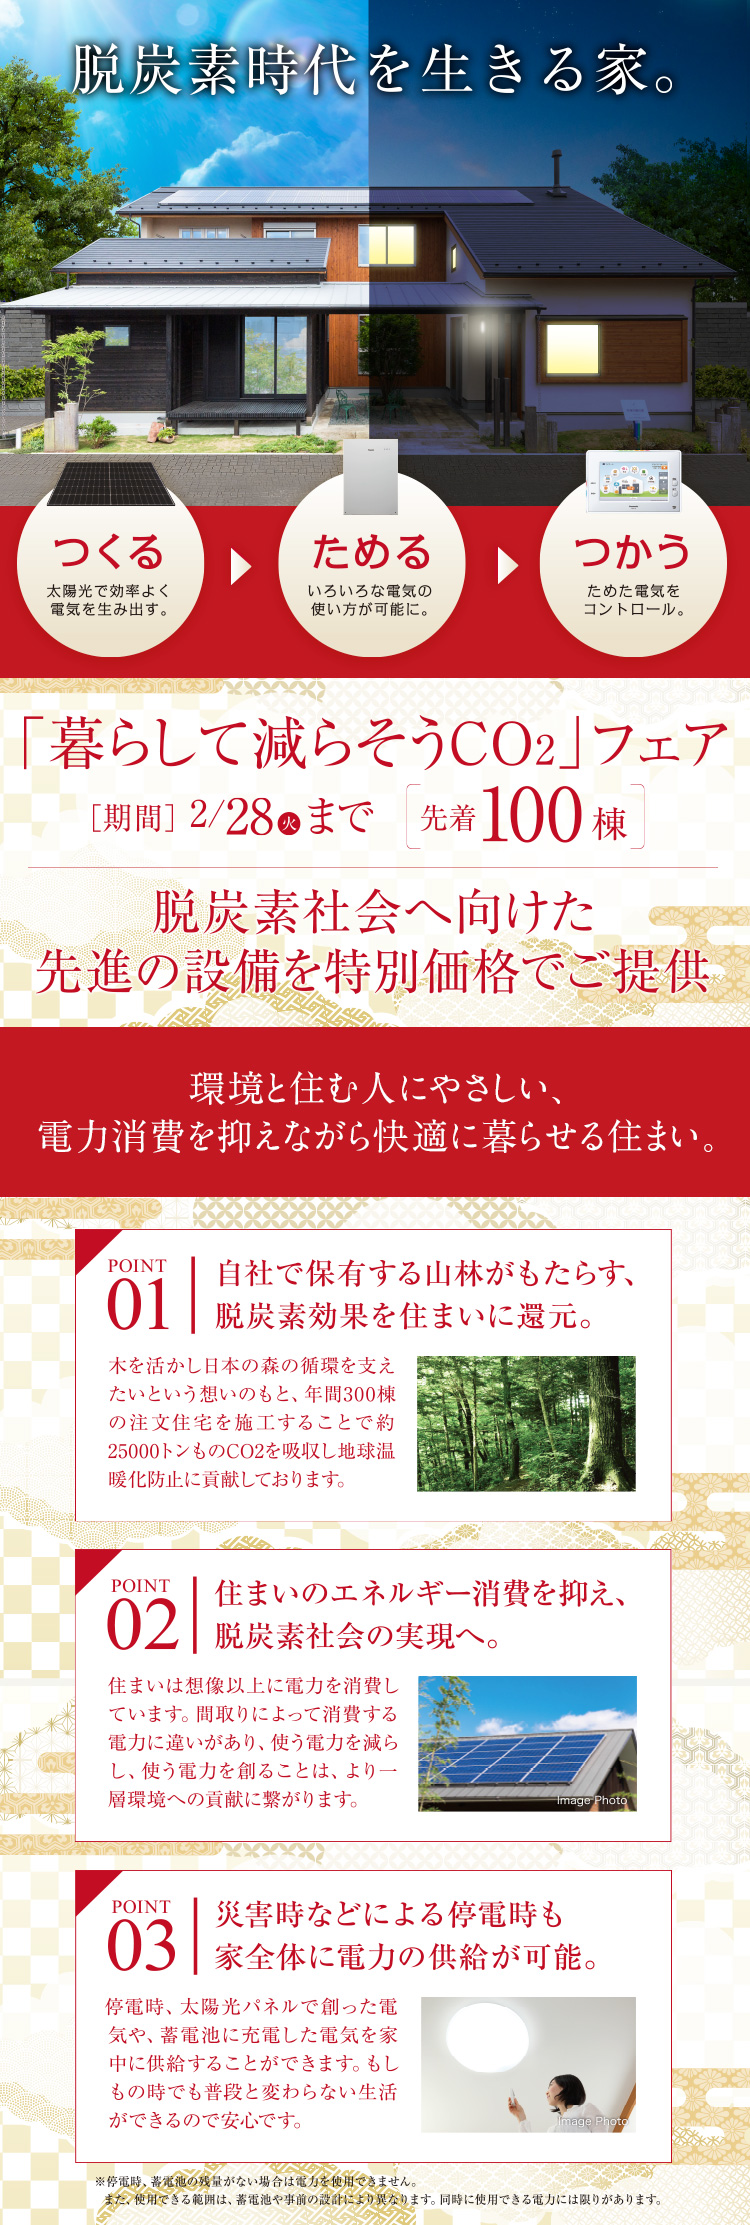 脱炭素時代を生きる家。
つくる
太陽光で効率よく
電気を生み出す。
ためる
いろいろな電気の
使い方が可能に。
つかう
ためた電気を
コントロール。
「暮らして減らそうCO2」フェア
［期間］2/28火まで ［先着100棟］
脱炭素社会へ向けた
先進の設備を特別価格でご提供
環境と住む人にやさしい、
電力消費を抑えながら快適に暮らせる住まい。
POINT
01
自社で保有する山林がもたらす、
脱炭素効果を住まいに還元。
木を活かし日本の森の循環を支え
たいという想いのもと、年間300棟
の注文住宅を施工することで約
25000トンものCO2を吸収し地球温
暖化防止に貢献しております。
POINT
02
住まいのエネルギー消費を抑え、
脱炭素社会の実現へ。
住まいは想像以上に電力を消費し
ています。間取りによって消費する
電力に違いがあり、使う電力を減ら
し、使う電力を創ることは、より一
層環境への貢献に繋がります。
Image Photo
POINT
03
災害時などによる停電時も
家全体に電力の供給が可能。
停電時、太陽光パネルで創った電
気や、蓄電池に充電した電気を家
中に供給することができます。もし
もの時でも普段と変わらない生活
ができるので安心です。
Image Photo
※停電時、蓄電池の残量がない場合は電力を使用できません。
また、使用できる範囲は、蓄電池や事前の設計により異なります。同時に使用できる電力には限りがあります。